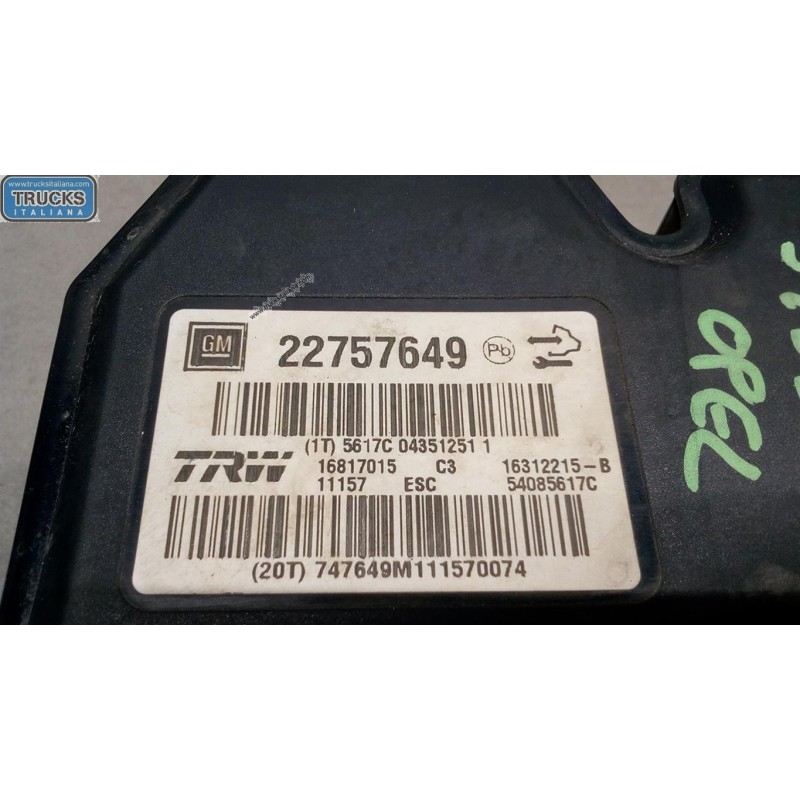 www.trucksitaliana.com
TRUCKS
ITALIANA
GM 22757649 Pb
(1T) 5617C 04351251 1
TRW 16817015 C3 16312215-B
11157 ESC 54085617C
(20T) 747649M111570074
OPEL